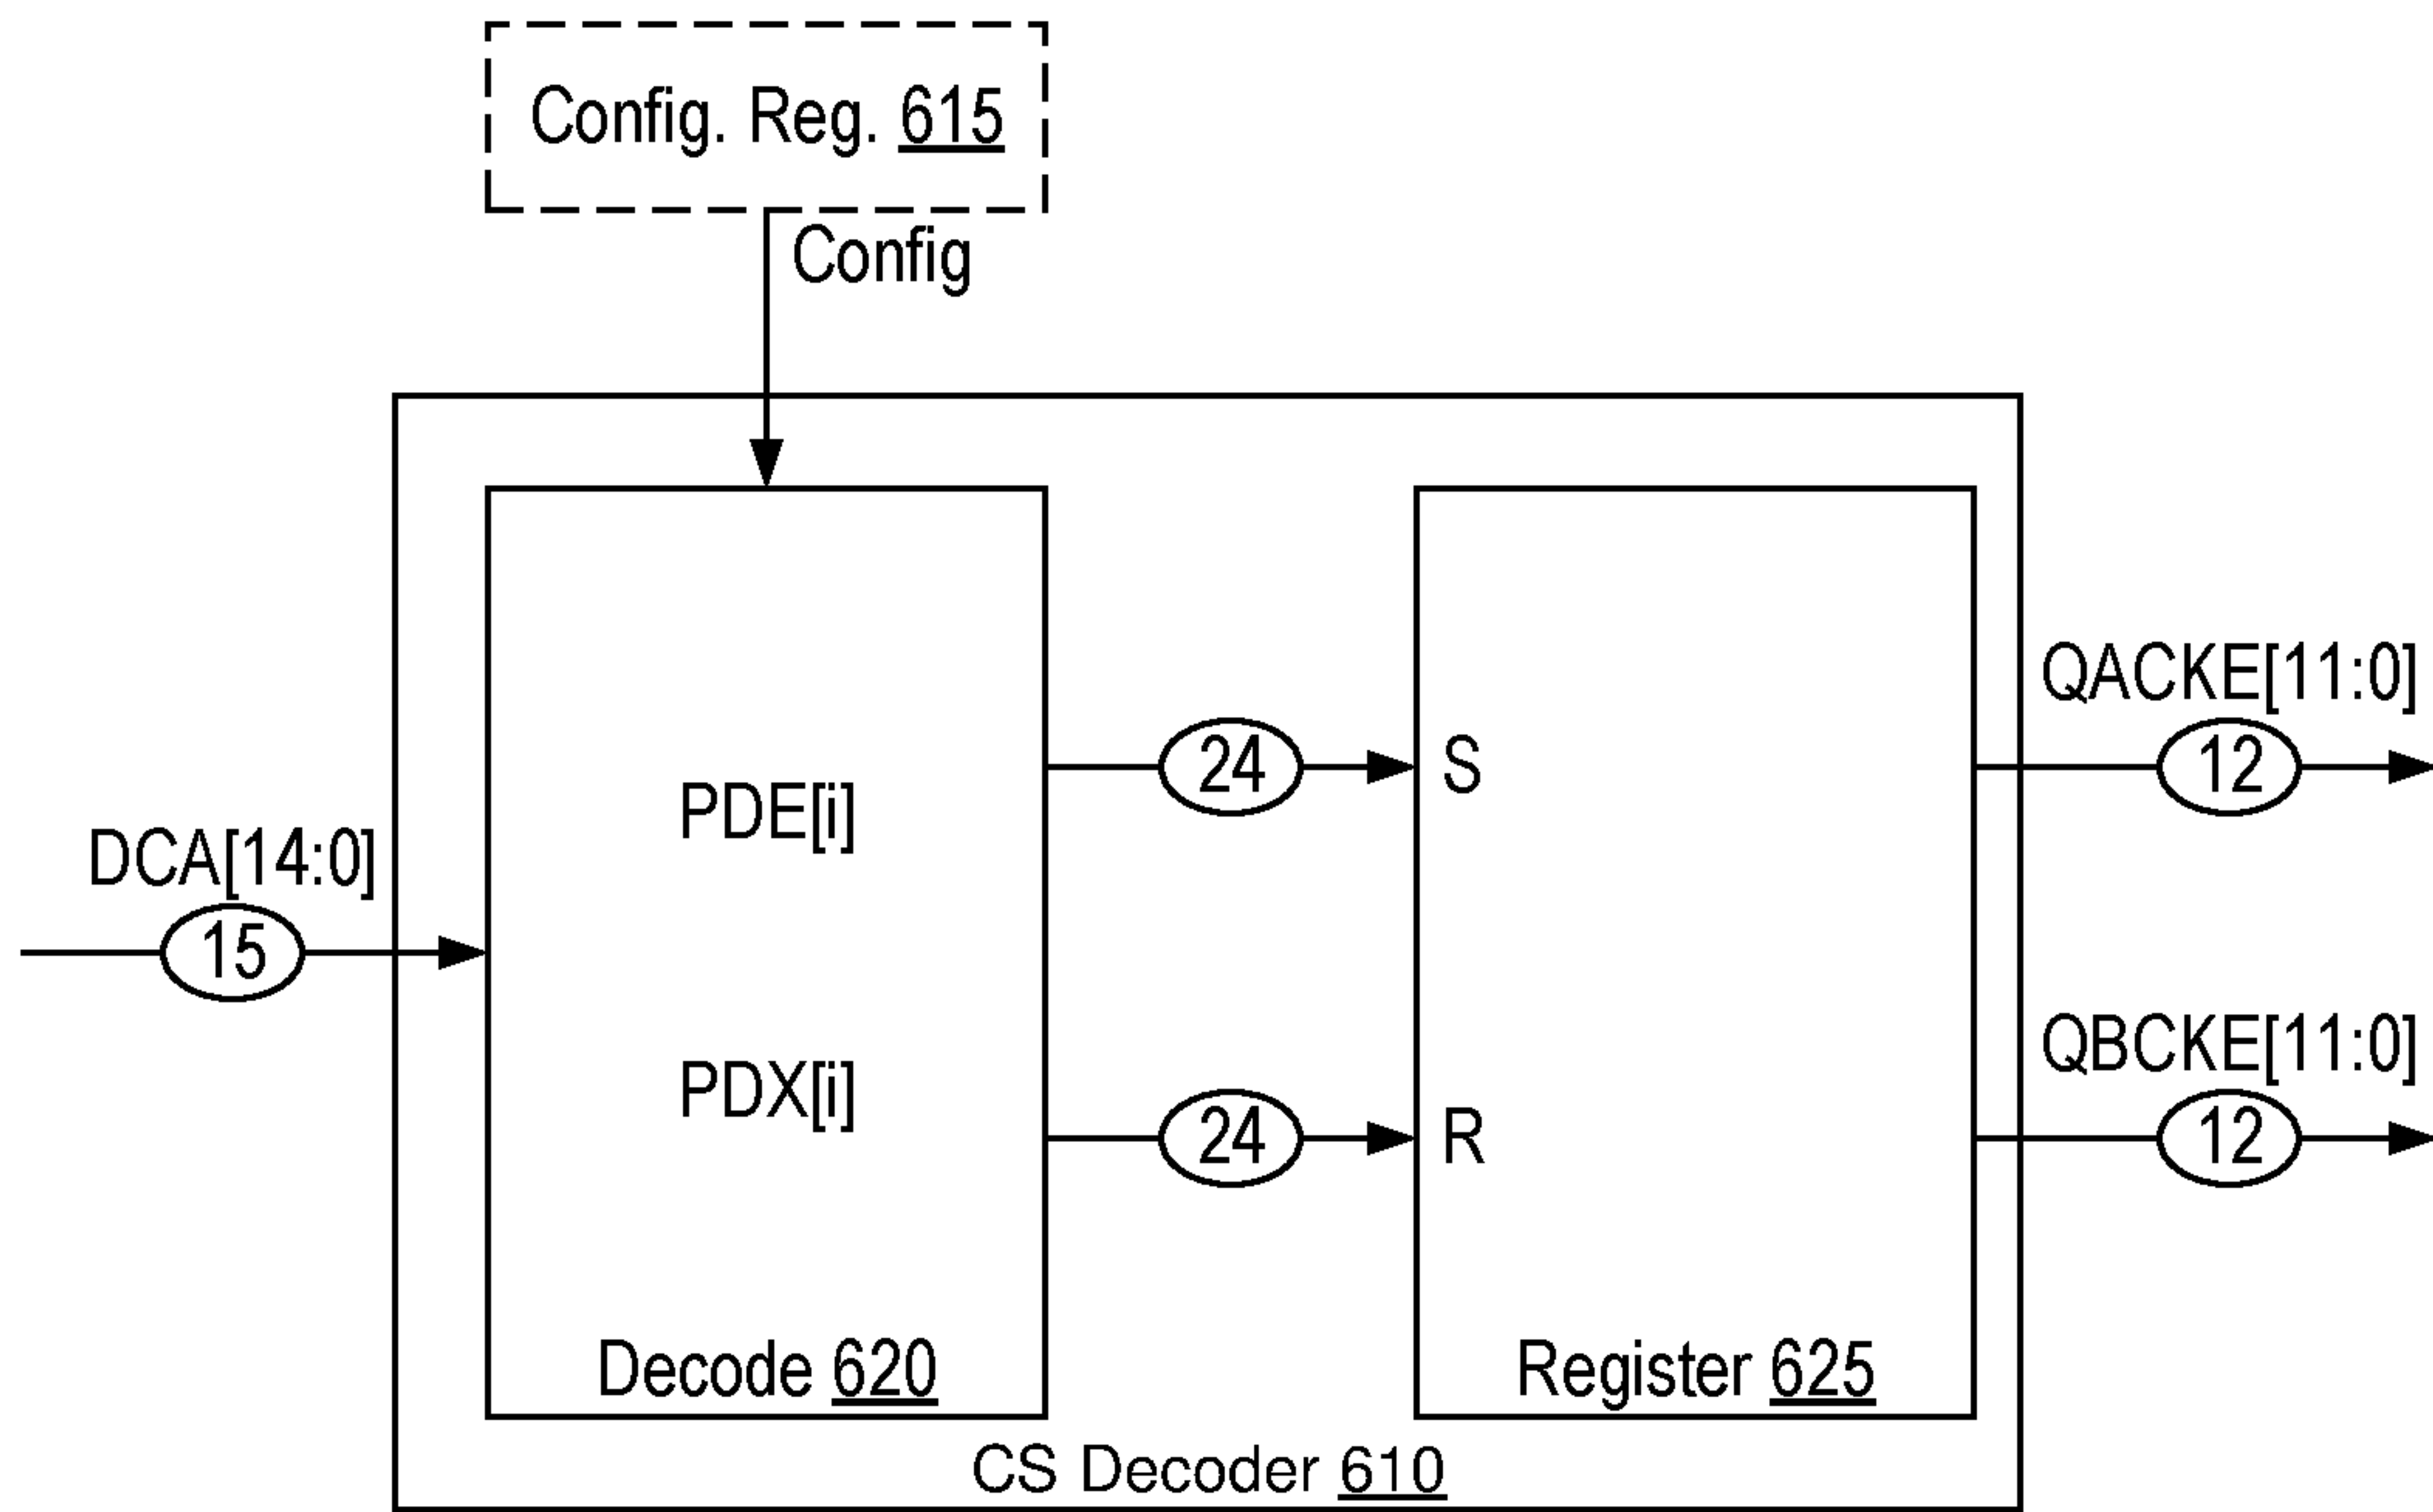 Config. Reg. 615
Config
QACKE[11:0]
24
S
12
PDE[i]
DCA[14:0]
15
QBCKE[11:0]
PDX[i]
24
R
12
Decode 620
Register 625
CS Decoder 610